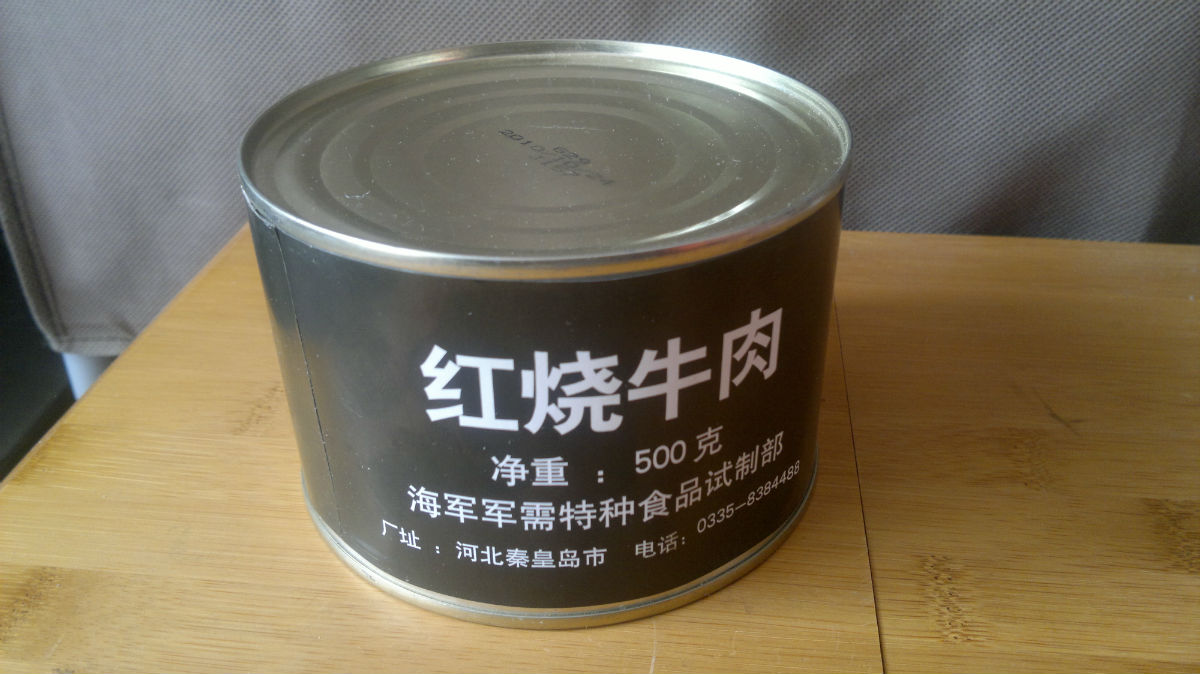 红烧牛肉
净重：500克
海军军需特种食品试制部
厂址：河北秦皇岛市 电话：0335-8384488